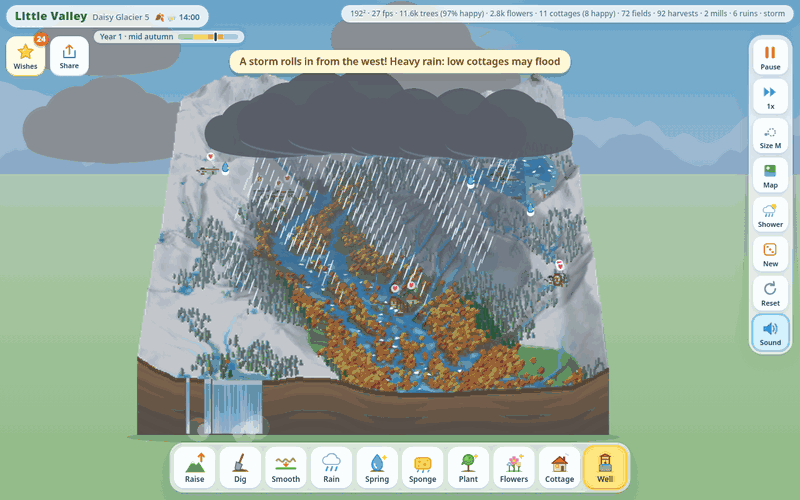 Little Valley Daisy Glacier 5 14:00
192² · 27 fps · 11.6k trees (97% happy) · 2.8k flowers · 11 cottages (8 happy) · 72 fields · 92 harvests · 2 mills · 6 ruins · storm
Year 1 · mid autumn
24
Wishes
Share
A storm rolls in from the west! Heavy rain: low cottages may flood
Pause
1x
Size M
Map
Shower
New
Reset
Sound
Raise
Dig
Smooth
Rain
Spring
Sponge
Plant
Flowers
Cottage
Well